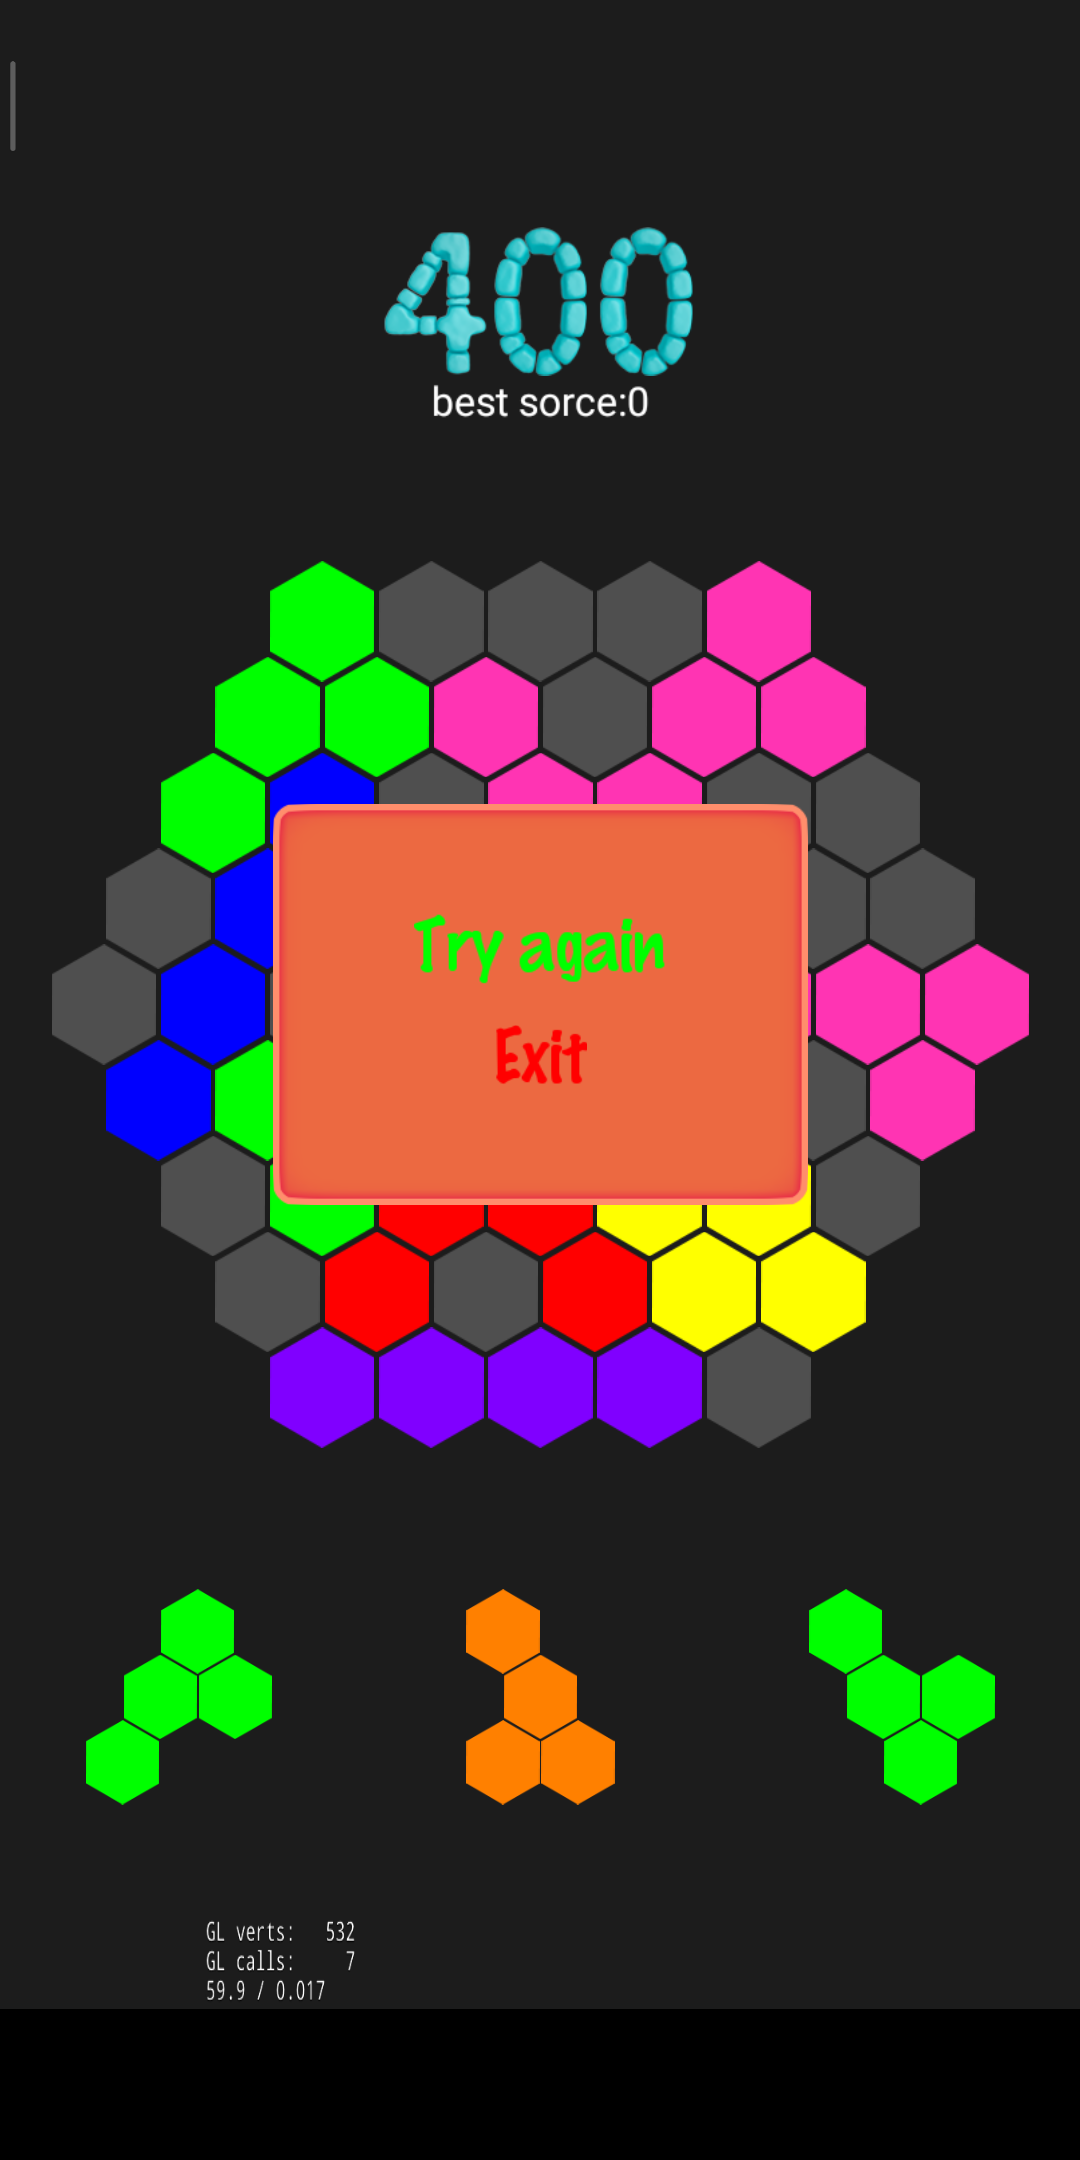 400
best sorce:0
Try again
Exit
GL verts: 532
GL calls: 7
59.9 / 0.017